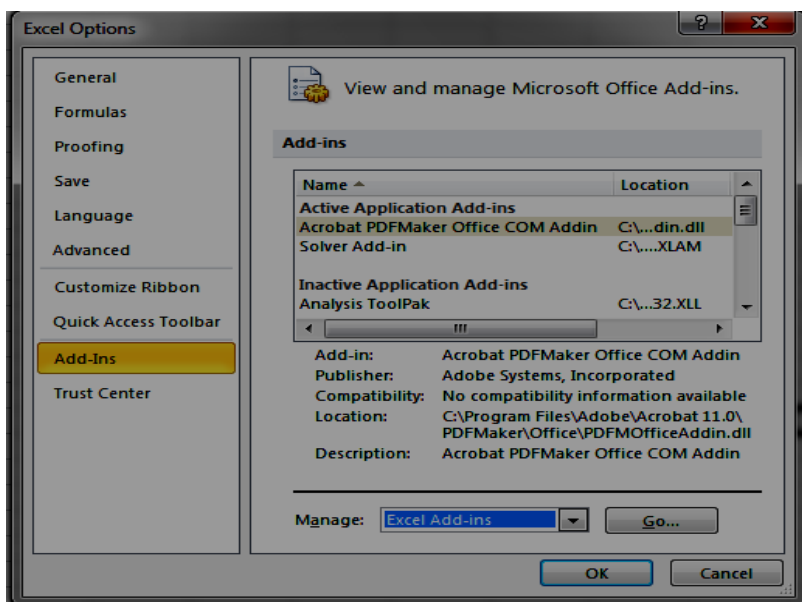 Excel Options
General
Formulas
Proofing
Save
Language
Advanced
Customize Ribbon
Quick Access Toolbar
Add-Ins
Trust Center
View and manage Microsoft Office Add-ins.
Add-ins
Name Location
Active Application Add-ins
Acrobat PDFMaker Office COM Addin C:\...din.dll
Solver Add-in C:\....XLAM
Inactive Application Add-ins
Analysis ToolPak C:\...32.XLL
Add-in: Acrobat PDFMaker Office COM Addin
Publisher: Adobe Systems, Incorporated
Compatibility: No compatibility information available
Location: C:\Program Files\Adobe\Acrobat 11.0\
PDFMaker\Office\PDFMOfficeAddin.dll
Description: Acrobat PDFMaker Office COM Addin
Manage: Excel Add-ins Go...
OK Cancel